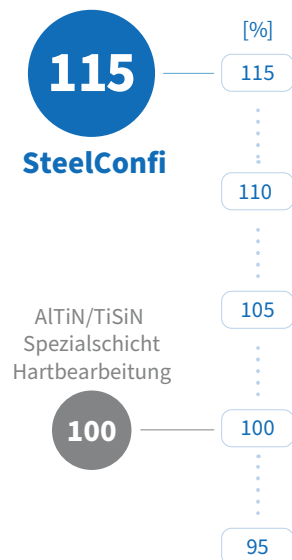 [%]
115
115
SteelConfi
110
105
AlTiN/TiSiN
Spezialschicht
Hartbearbeitung
100
100
95